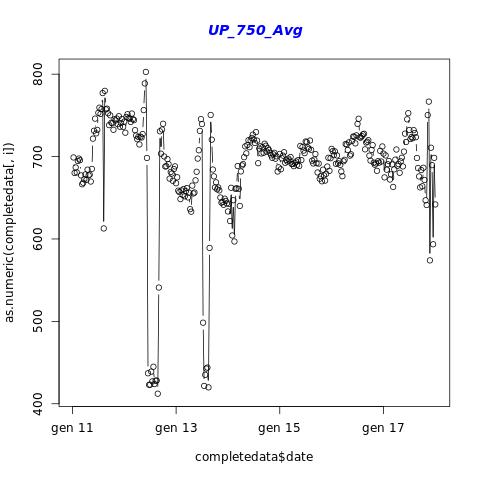 UP_750_Avg
as.numeric(completedata[, i])
800
700
600
500
400
gen 11
gen 13
gen 15
gen 17
completedata$date